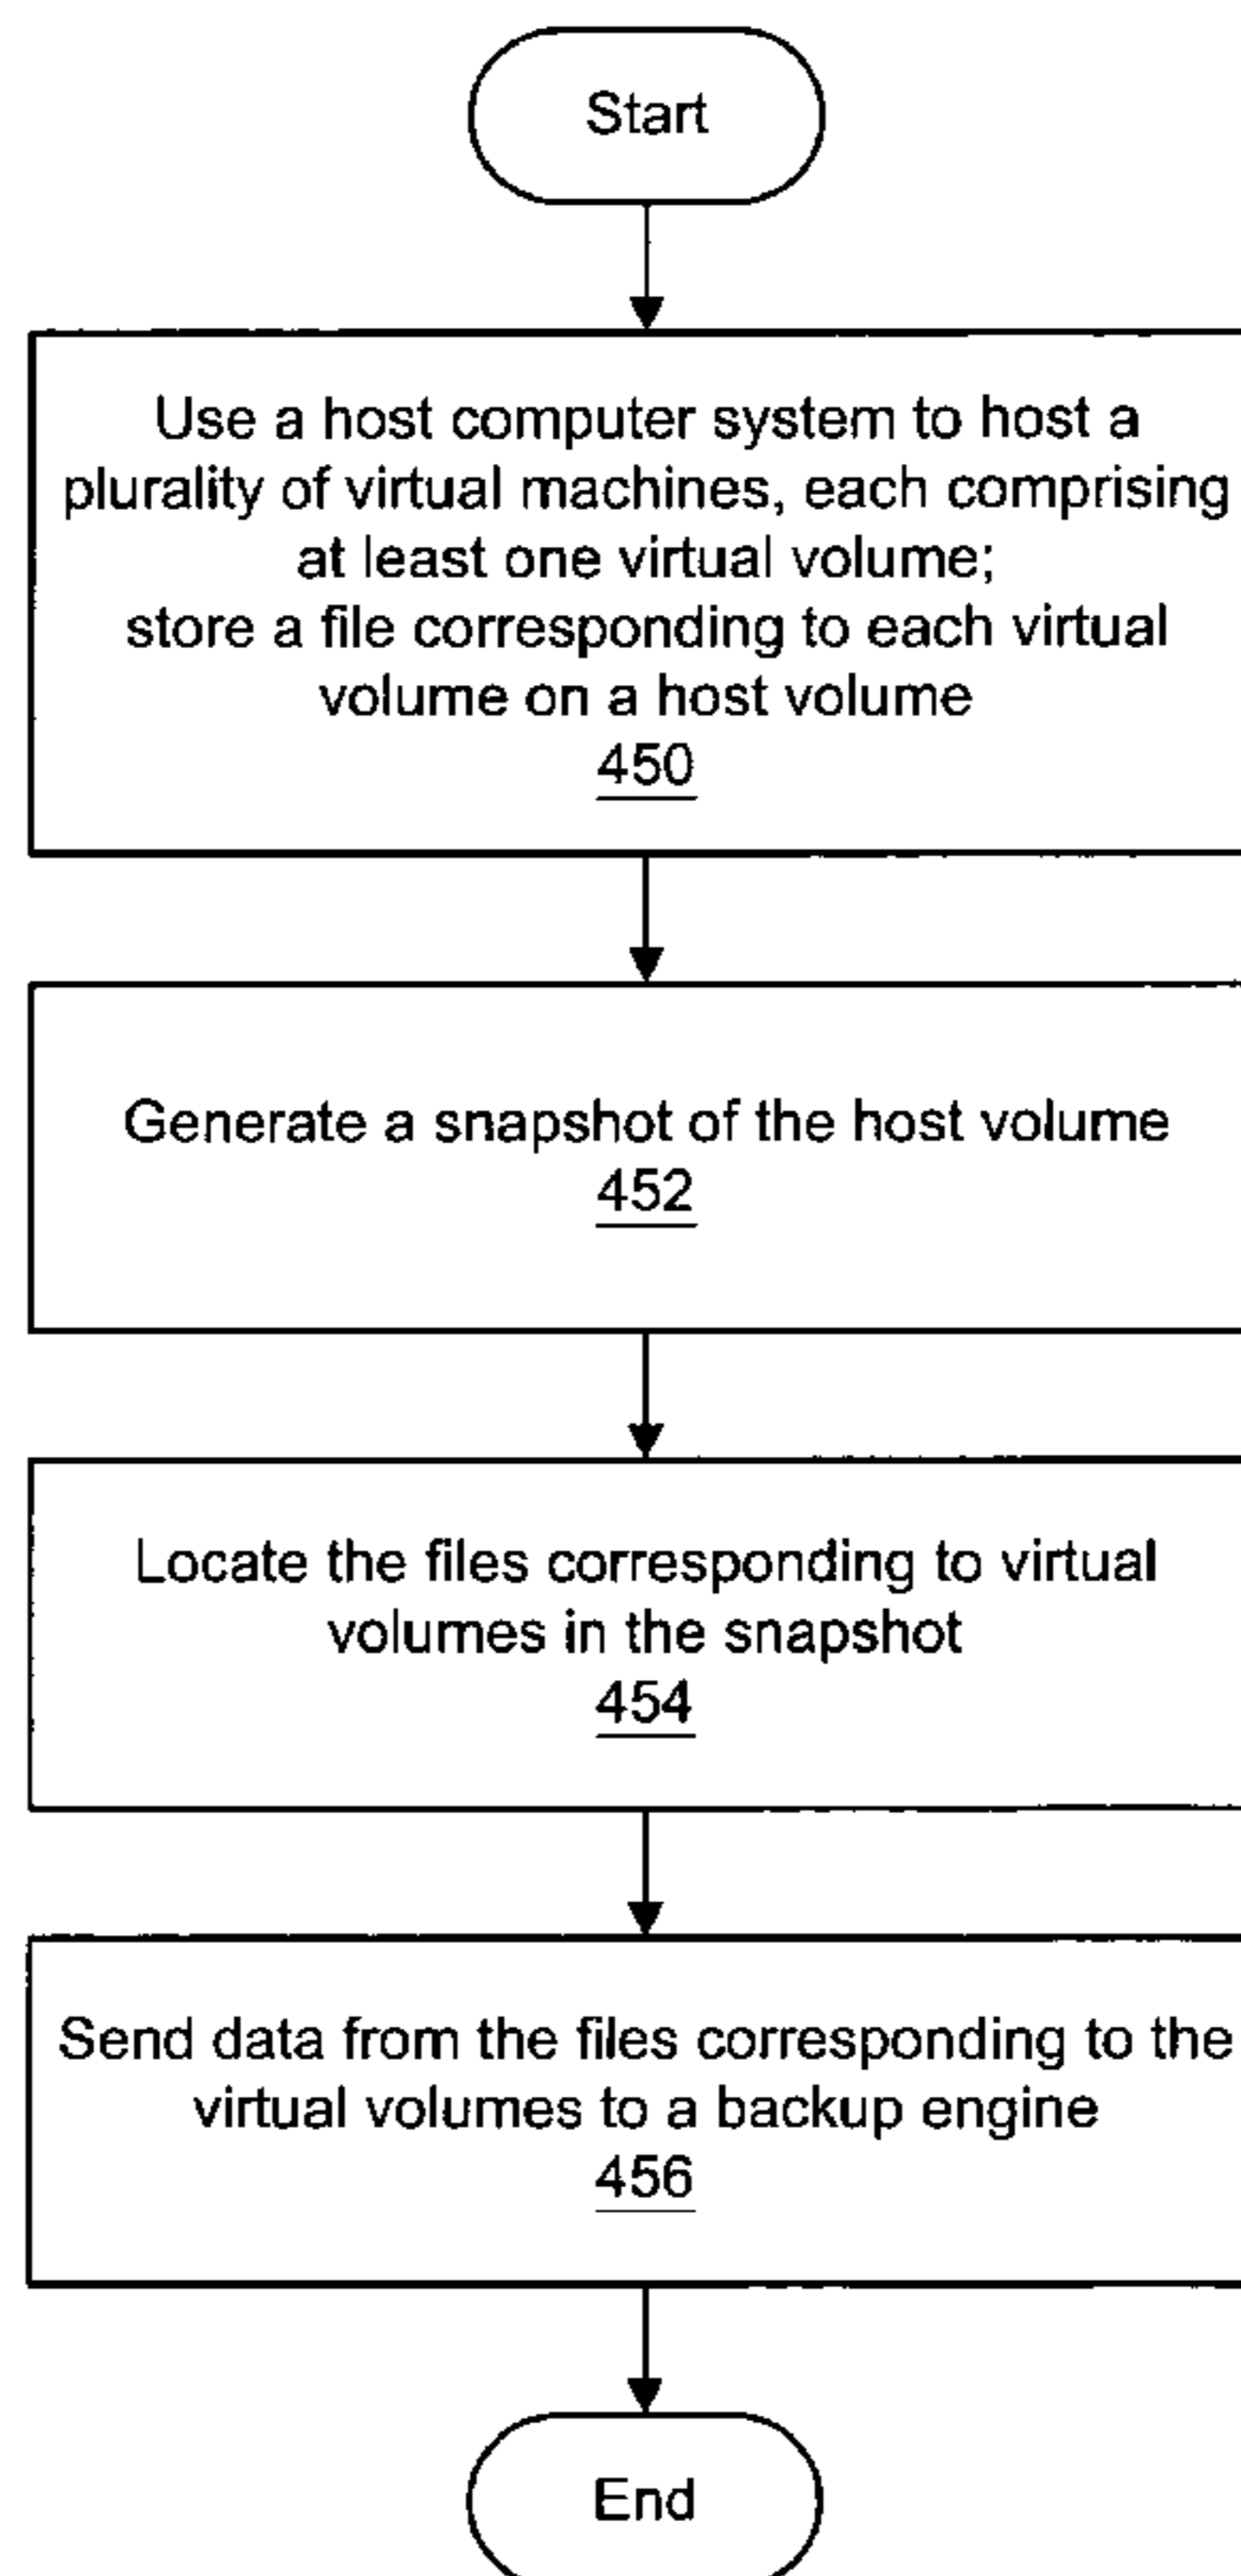 Start
Use a host computer system to host a
plurality of virtual machines, each comprising
at least one virtual volume;
store a file corresponding to each virtual
volume on a host volume
450
Generate a snapshot of the host volume
452
Locate the files corresponding to virtual
volumes in the snapshot
454
Send data from the files corresponding to the
virtual volumes to a backup engine
456
End